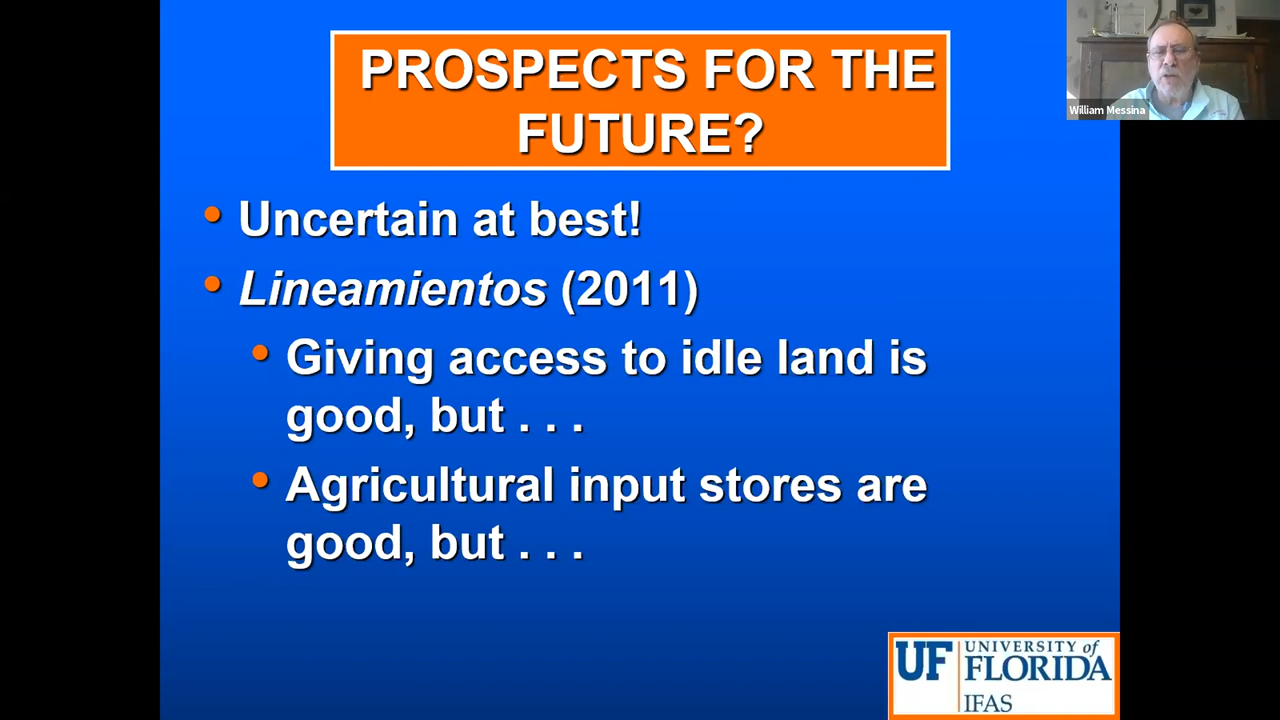 PROSPECTS FOR THE
FUTURE?
William Messina
• Uncertain at best!
• Lineamientos (2011)
• Giving access to idle land is
good, but . . .
• Agricultural input stores are
good, but . . .
UF UNIVERSITY of
FLORIDA
IFAS